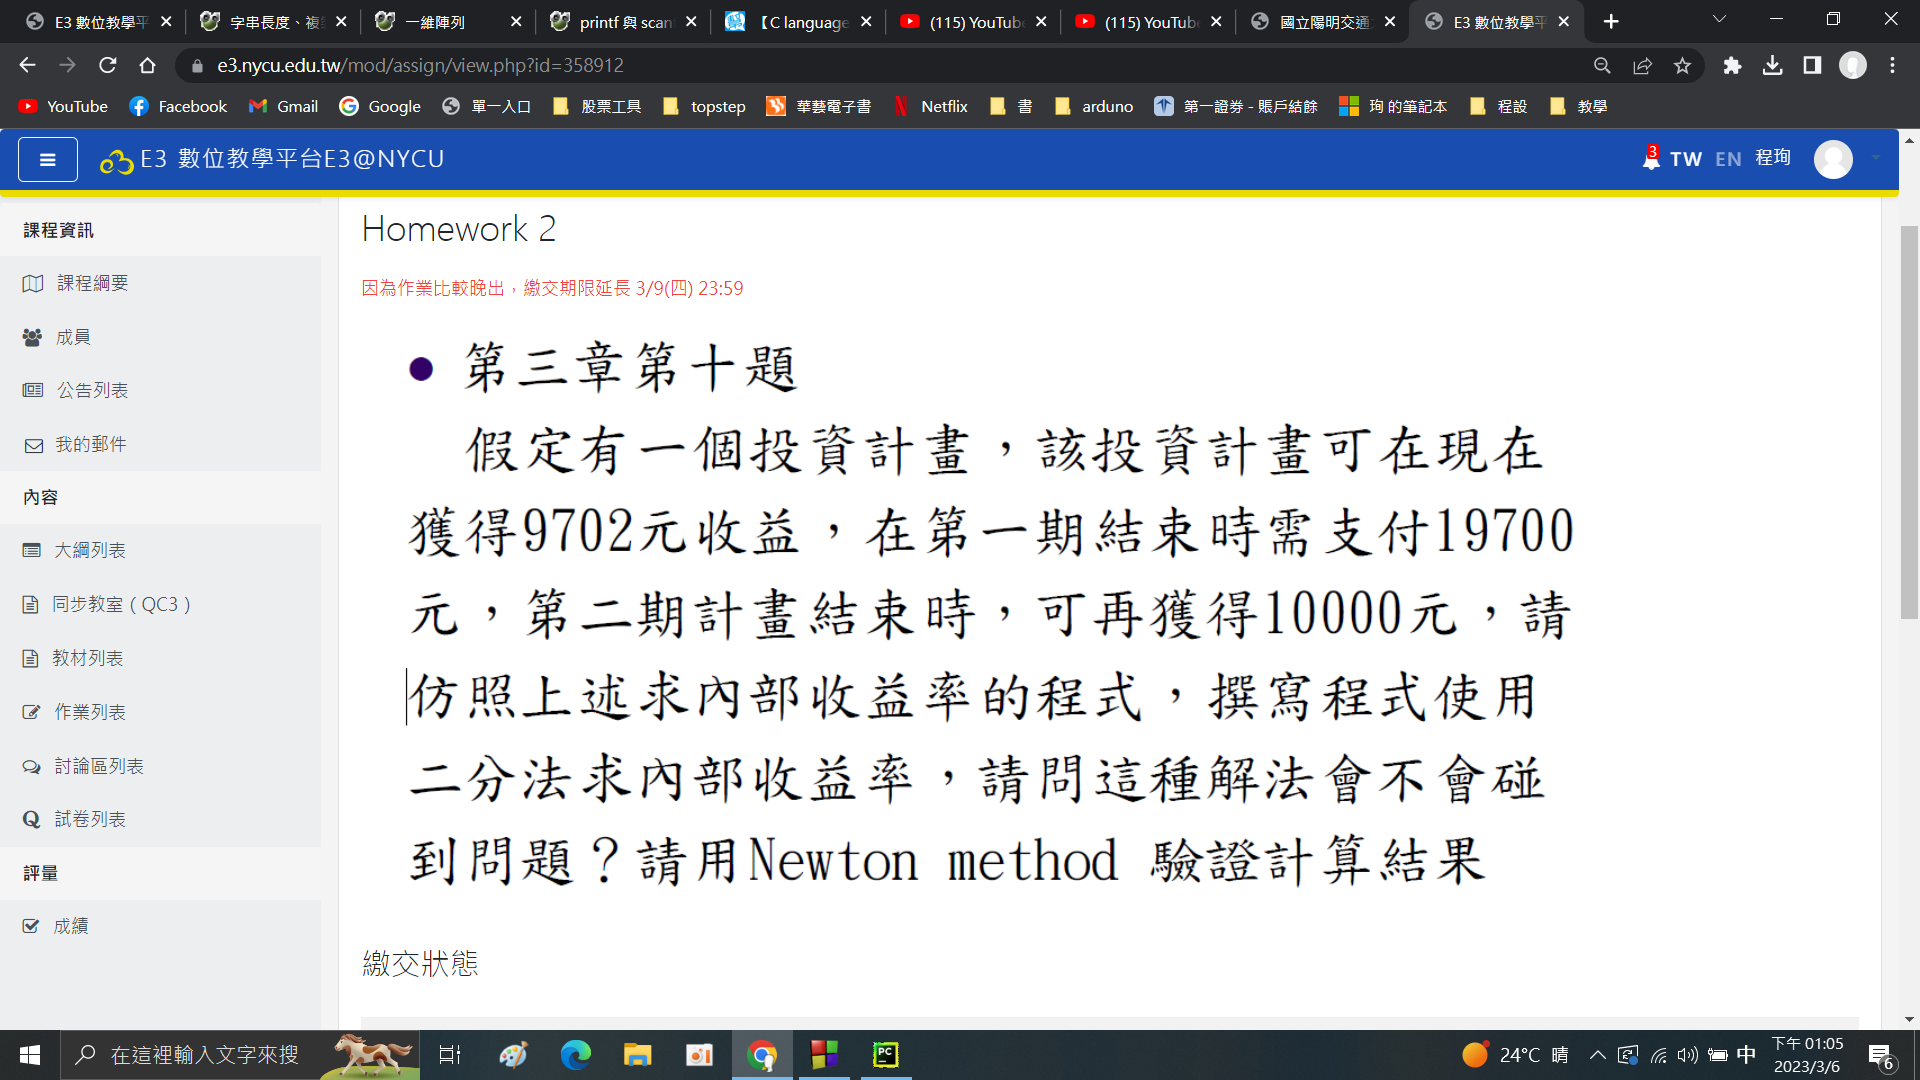 E3 數位教學平
字串長度、複
一維陣列
printf 與 scan
【C language
(115) YouTube
(115) YouTube
國立陽明交通
E3 數位教學平
e3.nycu.edu.tw/mod/assign/view.php?id=358912
YouTube Facebook Gmail Google 單一入口 股票工具 topstep 華藝電子書 Netflix 書 arduno 第一證券 - 賬戶結餘 珣 的筆記本 程設 教學
E3 數位教學平台E3@NYCU
3 TW EN 程珣
課程資訊
課程綱要
成員
公告列表
我的郵件
內容
大綱列表
同步教室 ( QC3 )
教材列表
作業列表
討論區列表
試卷列表
評量
成績
Homework 2
因為作業比較晚出，繳交期限延長 3/9(四) 23:59
● 第三章第十題
假定有一個投資計畫，該投資計畫可在現在
獲得9702元收益，在第一期結束時需支付19700
元，第二期計畫結束時，可再獲得10000元，請
仿照上述求內部收益率的程式，撰寫程式使用
二分法求內部收益率，請問這種解法會不會碰
到問題？請用Newton method 驗證計算結果
繳交狀態
在這裡輸入文字來搜
PC
24°C 晴
中
下午 01:05
2023/3/6
6